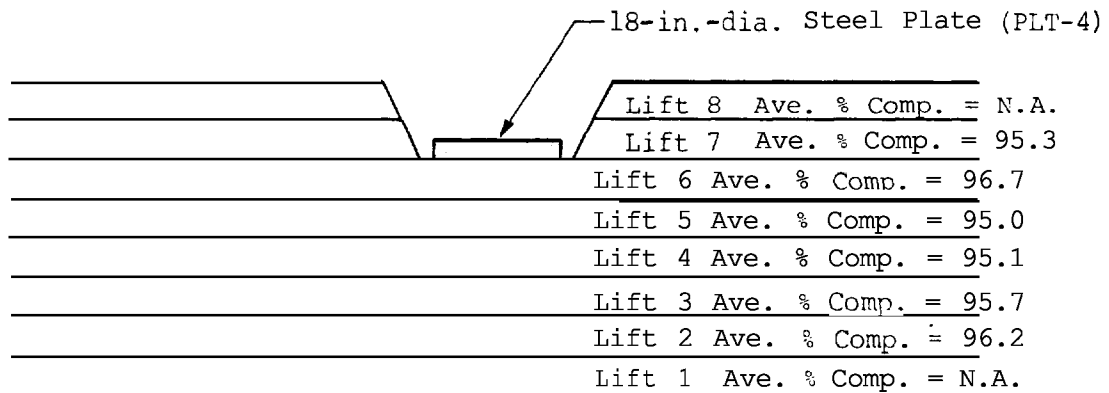 18-in.-dia. Steel Plate (PLT-4)
Lift 8 Ave. % Comp. = N.A.
Lift 7 Ave. % Comp. = 95.3
Lift 6 Ave. % Comp. = 96.7
Lift 5 Ave. % Comp. = 95.0
Lift 4 Ave. % Comp. = 95.1
Lift 3 Ave. % Comp. = 95.7
Lift 2 Ave. % Comp. = 96.2
Lift 1 Ave. % Comp. = N.A.